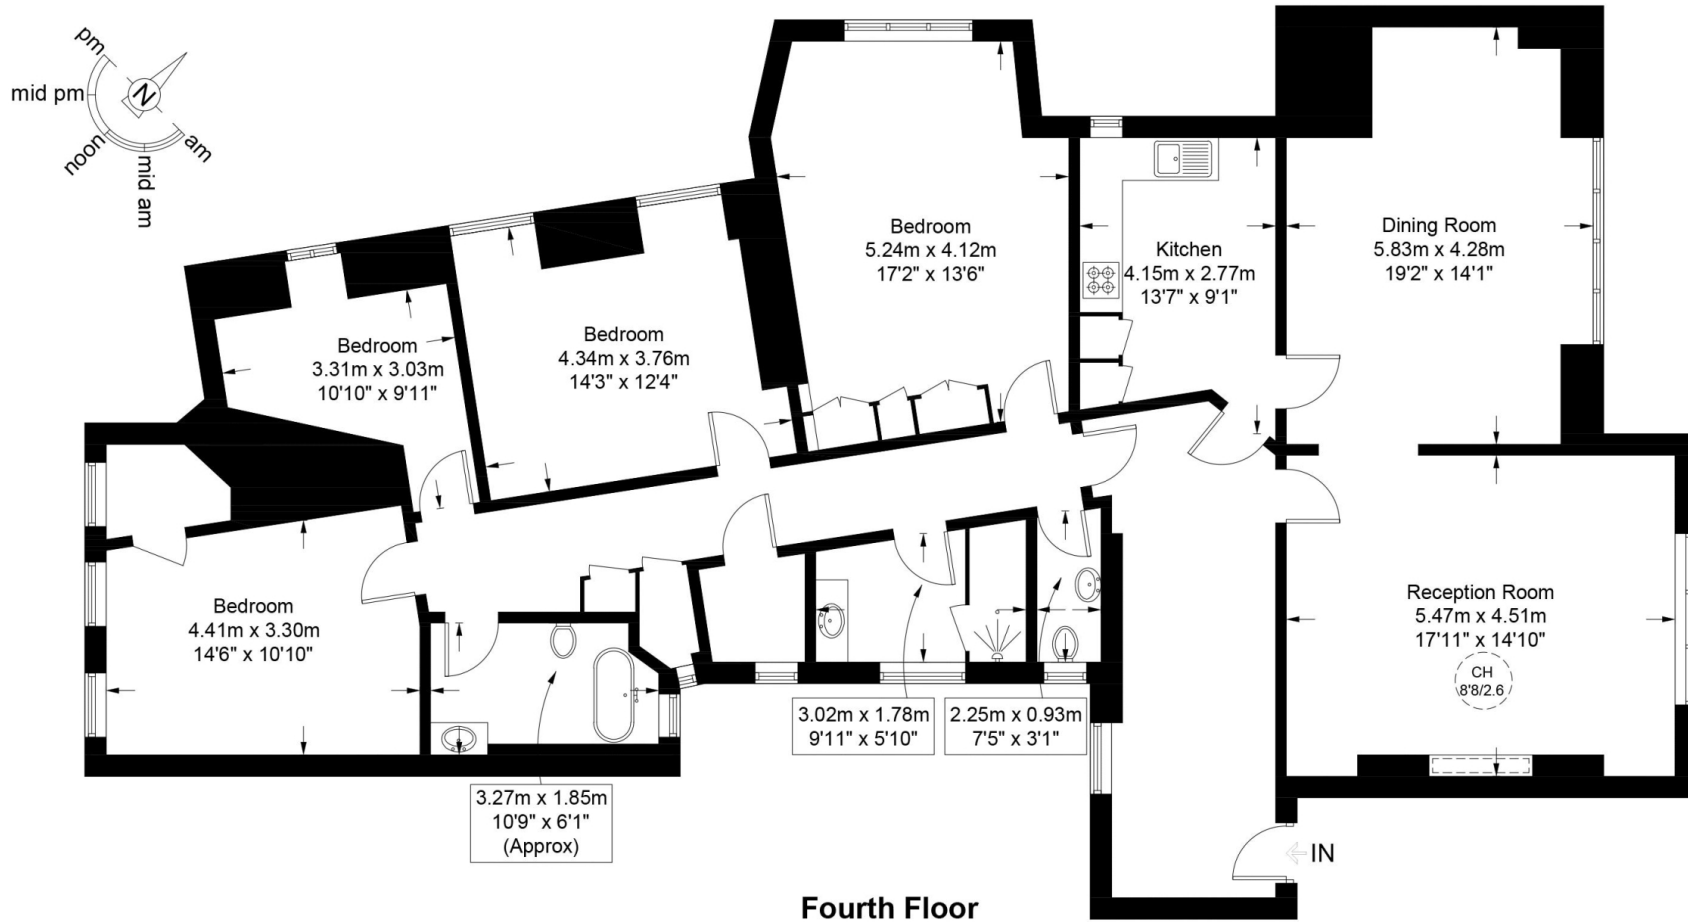 pm
mid pm
N
noon
mid am
am
Bedroom
5.24m x 4.12m
17'2" x 13'6"
Kitchen
4.15m x 2.77m
13'7" x 9'1"
Dining Room
5.83m x 4.28m
19'2" x 14'1"
Bedroom
3.31m x 3.03m
10'10" x 9'11"
Bedroom
4.34m x 3.76m
14'3" x 12'4"
Bedroom
4.41m x 3.30m
14'6" x 10'10"
Reception Room
5.47m x 4.51m
17'11" x 14'10"
CH
8'8/2.6
3.02m x 1.78m
9'11" x 5'10"
2.25m x 0.93m
7'5" x 3'1"
3.27m x 1.85m
10'9" x 6'1"
(Approx)
IN
Fourth Floor